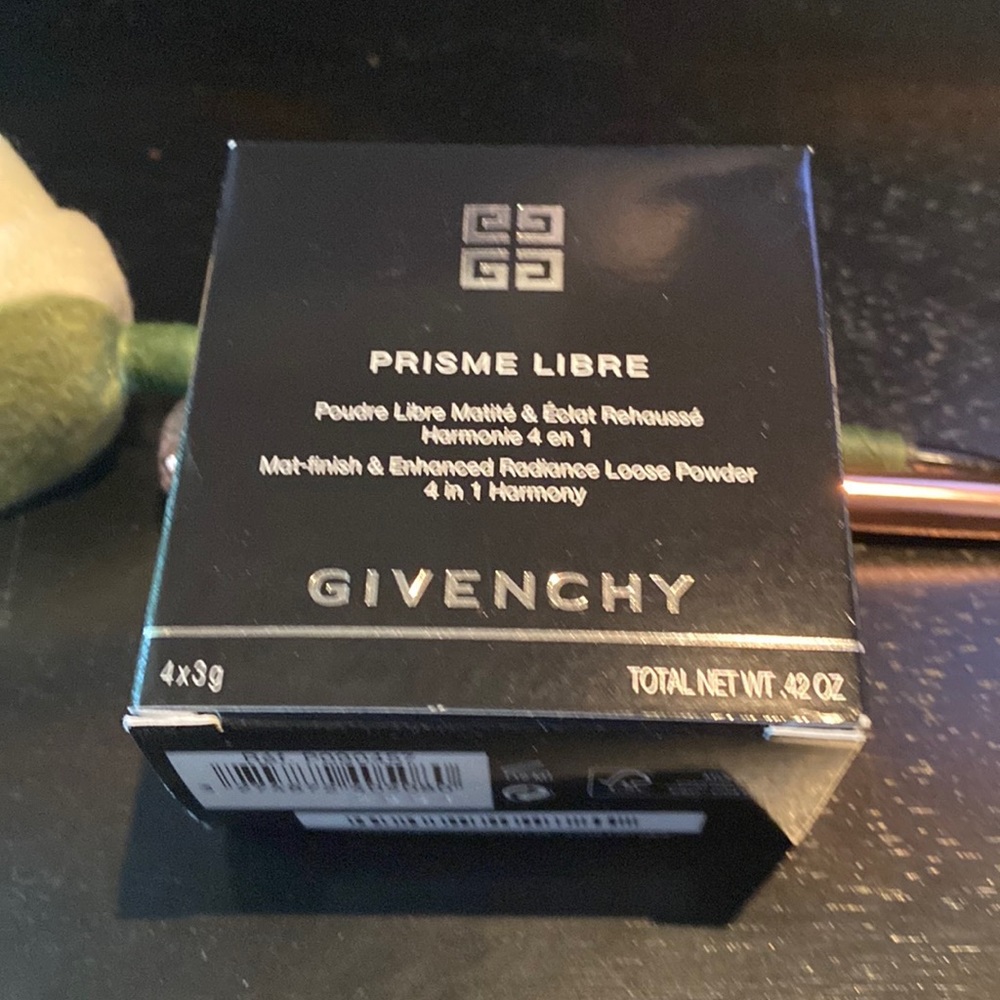 PRISME LIBRE
Poudre Libre Matité & Éclat Rehaussé
Harmonie 4 en 1
Mat-finish & Enhanced Radiance Loose Powder
4 in 1 Harmony
GIVENCHY
4x3g
TOTAL NET WT .42 OZ